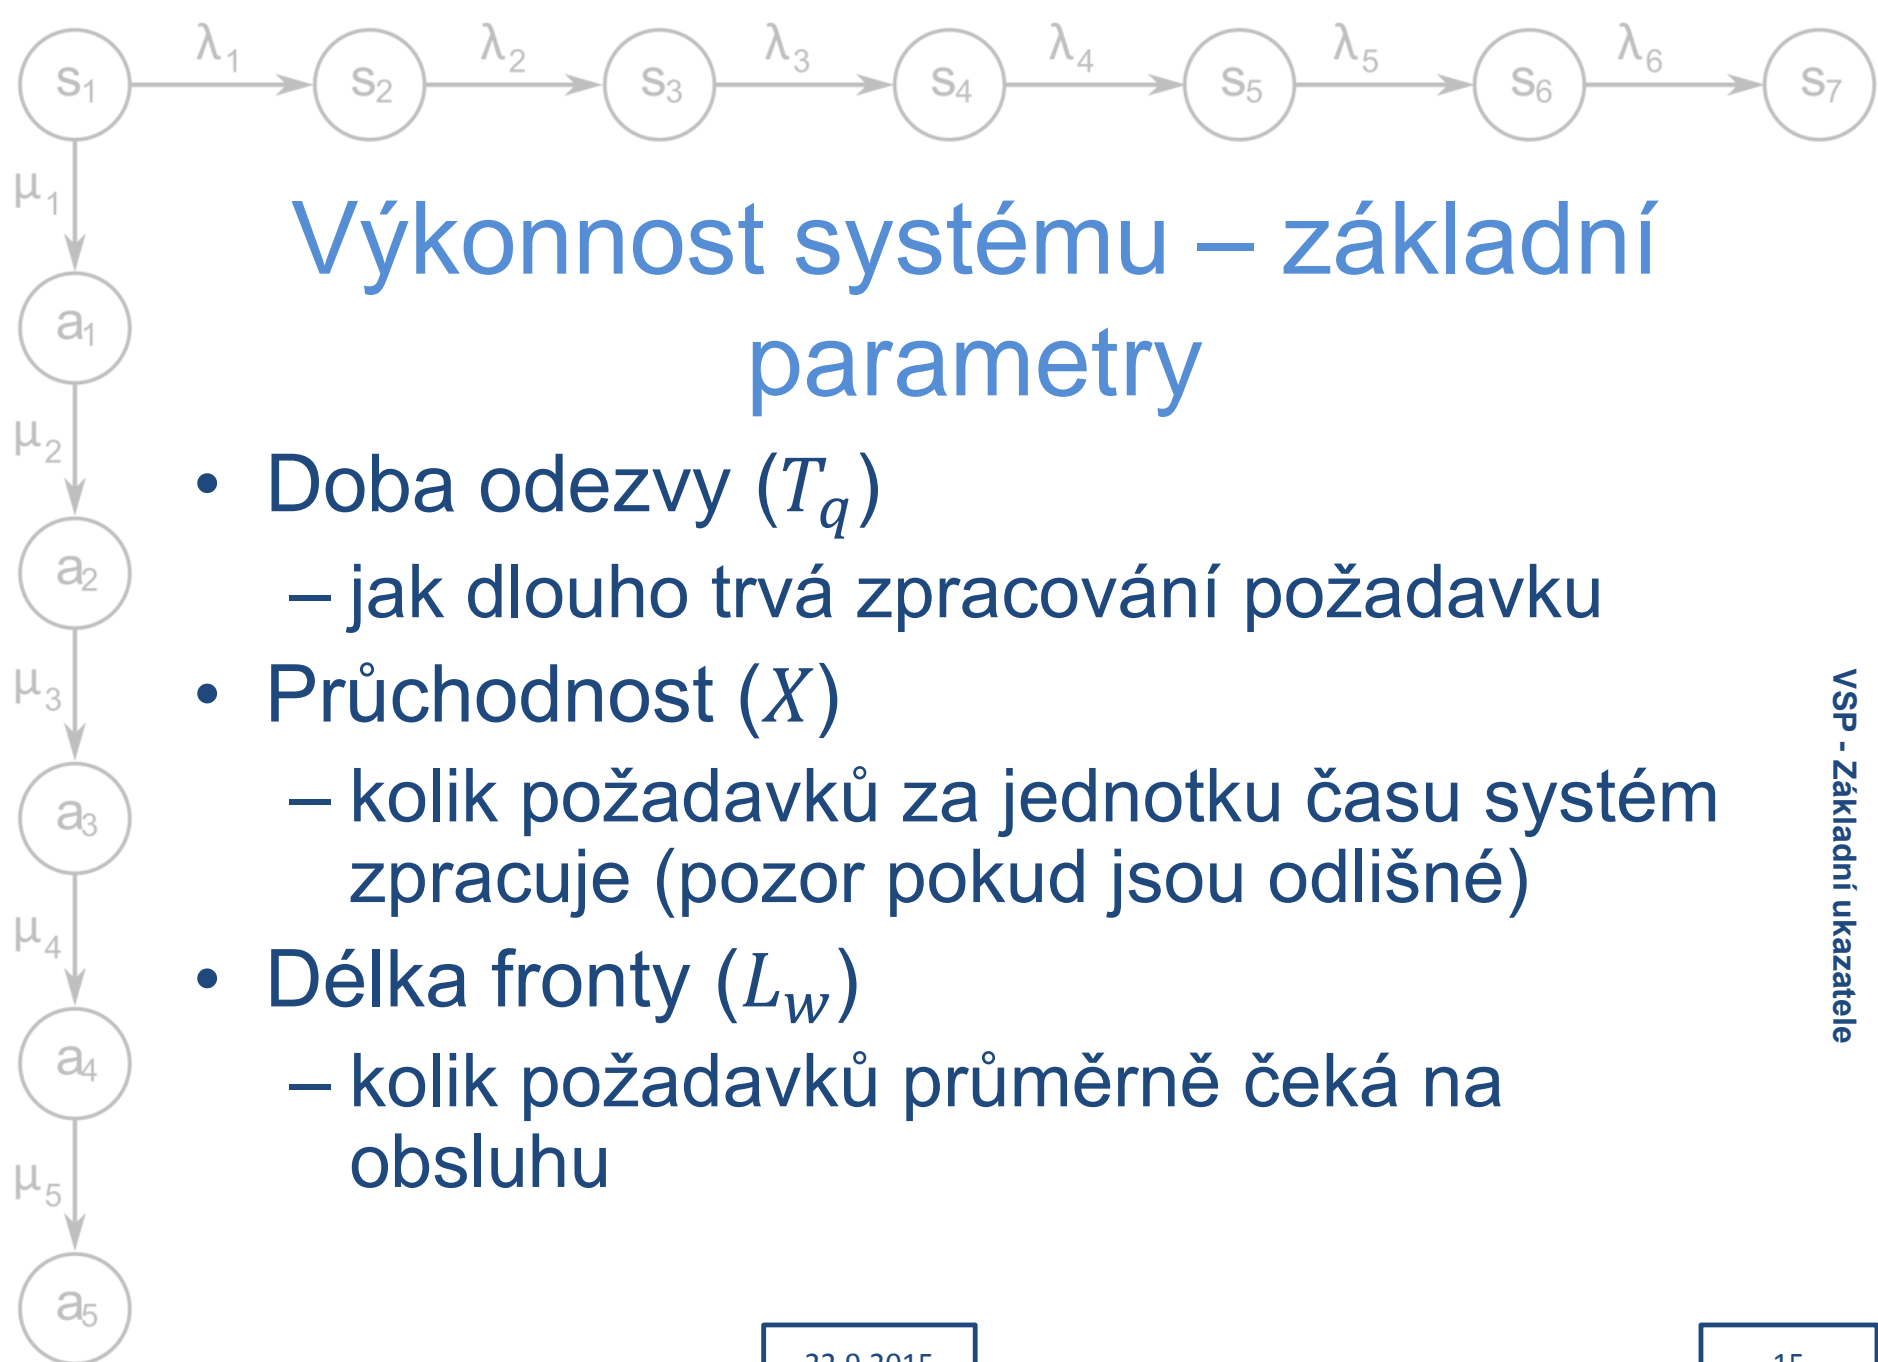 s1 λ1 s2 λ2 s3 λ3 s4 λ4 s5 λ5 s6 λ6 s7
μ1
a1
μ2
a2
μ3
a3
μ4
a4
μ5
a5
Výkonnost systému – základní
parametry
• Doba odezvy (Tq)
– jak dlouho trvá zpracování požadavku
• Průchodnost (X)
– kolik požadavků za jednotku času systém
zpracuje (pozor pokud jsou odlišné)
• Délka fronty (Lw)
– kolik požadavků průměrně čeká na
obsluhu
VSP - Základní ukazatele
15